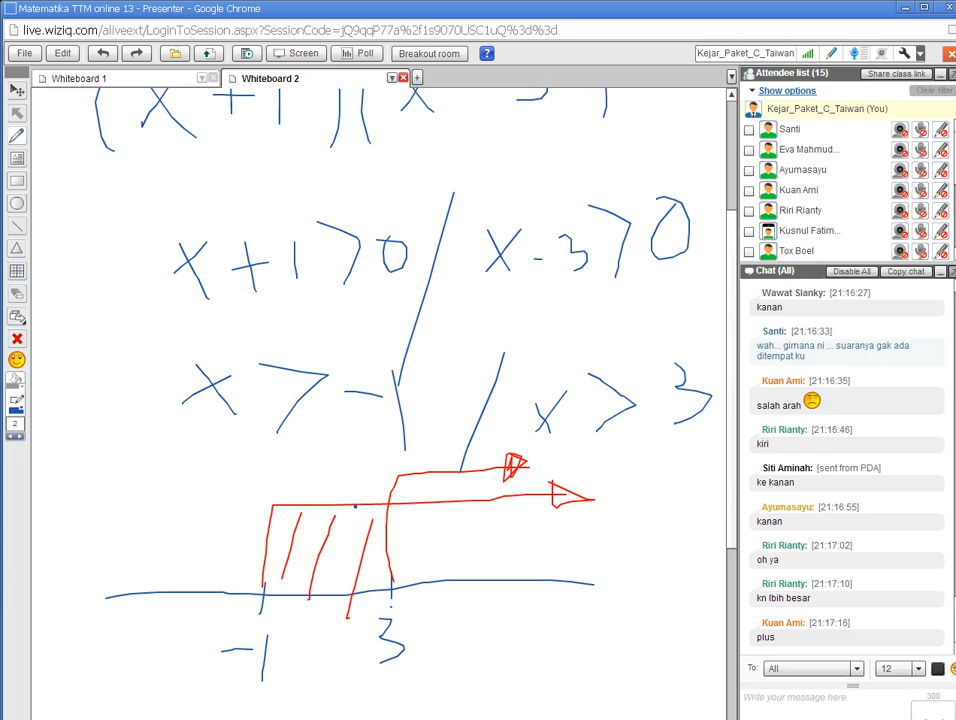 Matematika TTM online 13 - Presenter - Google Chrome
live.wiziq.com/aliveext/LoginToSession.aspx?SessionCode=jQ9qqP77a%2f1s9070USC1uQ%3d%3d
File Edit Screen Poll Breakout room ? Kejar_Paket_C_Taiwan
Whiteboard 1 Whiteboard 2
Attendee list (15) Share class link
Show options Clear filter
Kejar_Paket_C_Taiwan (You)
Santi
Eva Mahmud...
Ayumasayu
Kuan Ami
Riri Rianty
Kusnul Fatim...
Tox Boel
(x + 1)(x - 3)
x + 1 > 0 / x - 3 > 0
x > -1 / x > 3
-1 3
2
Chat (All) Disable All Copy chat
Wawat Slanky: [21:16:27]
kanan
Santi: [21:16:33]
wah... gimana ni ... suaranya gak ada
ditempat ku
Kuan Ami: [21:16:35]
salah arah
Riri Rianty: [21:16:46]
kiri
Siti Aminah: [sent from PDA]
ke kanan
Ayumasayu: [21:16:55]
kanan
Riri Rianty: [21:17:02]
oh ya
Riri Rianty: [21:17:10]
kn lbih besar
Kuan Ami: [21:17:16]
plus
To: All 12
Write your message here. 300